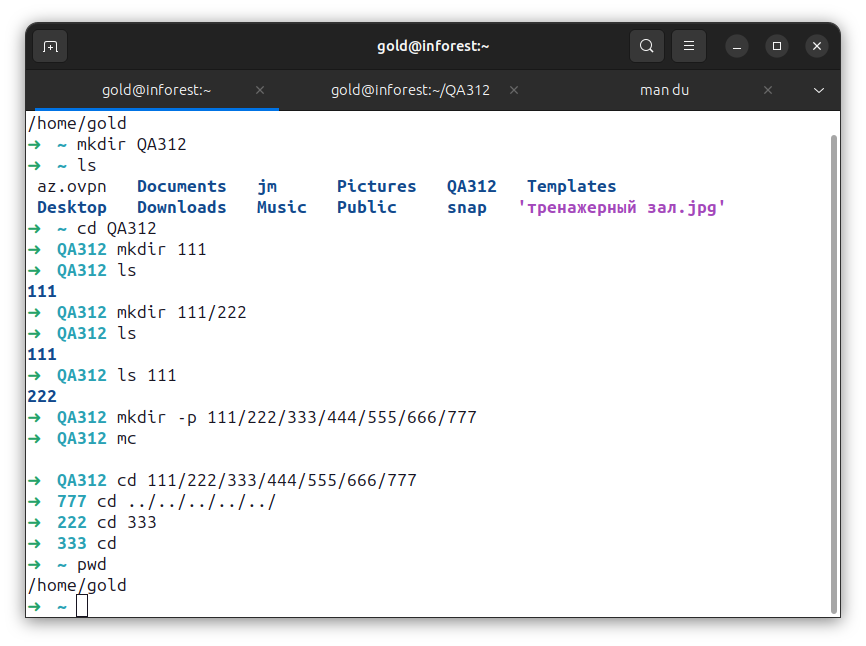 gold@inforest:~
gold@inforest:~ gold@inforest:~/QA312 man du
/home/gold
➜ ~ mkdir QA312
➜ ~ ls
az.ovpn Documents jm Pictures QA312 Templates
Desktop Downloads Music Public snap 'тренажерный зал.jpg'
➜ ~ cd QA312
➜ QA312 mkdir 111
➜ QA312 ls
111
➜ QA312 mkdir 111/222
➜ QA312 ls
111
➜ QA312 ls 111
222
➜ QA312 mkdir -p 111/222/333/444/555/666/777
➜ QA312 mc
➜ QA312 cd 111/222/333/444/555/666/777
➜ 777 cd ../../../../../
➜ 222 cd 333
➜ 333 cd
➜ ~ pwd
/home/gold
➜ ~